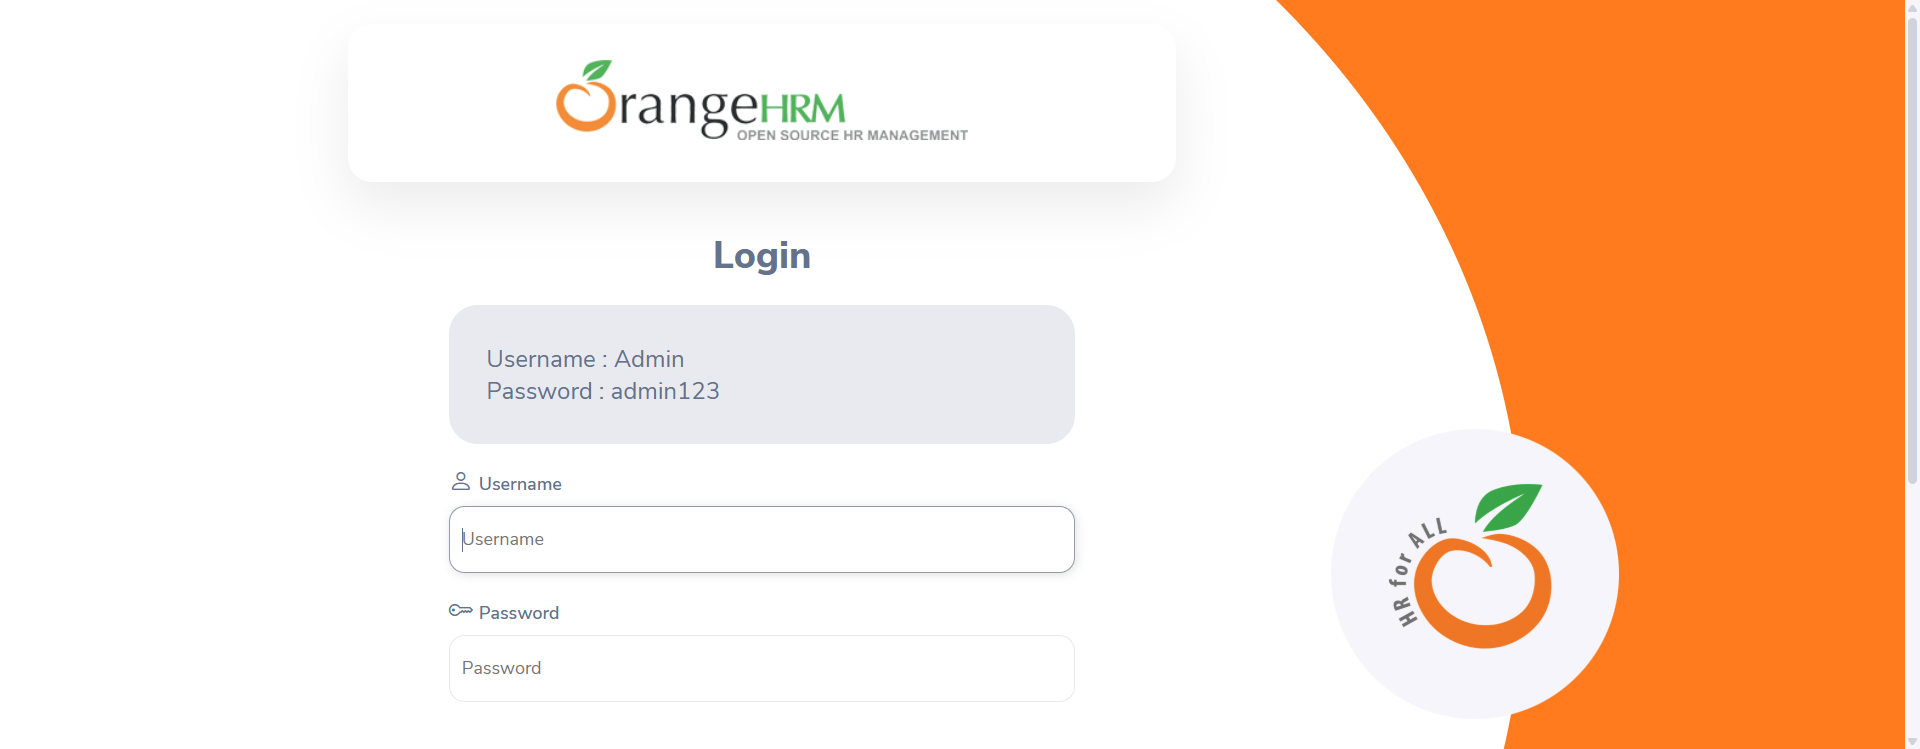 OrangeHRM
OPEN SOURCE HR MANAGEMENT
Login
Username : Admin
Password : admin123
Username
Username
Password
Password
HR for ALL